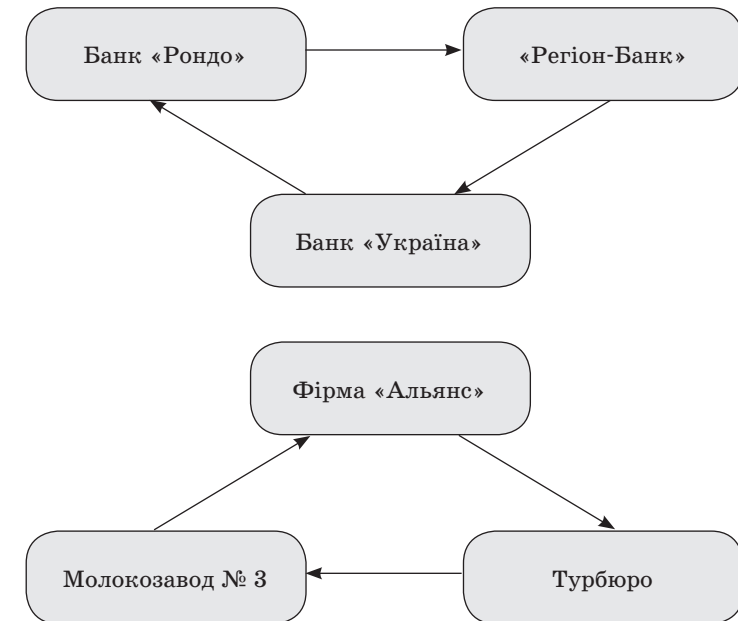 Банк «Рондо»
«Регіон-Банк»
Банк «Україна»
Фірма «Альянс»
Молокозавод № 3
Турбюро